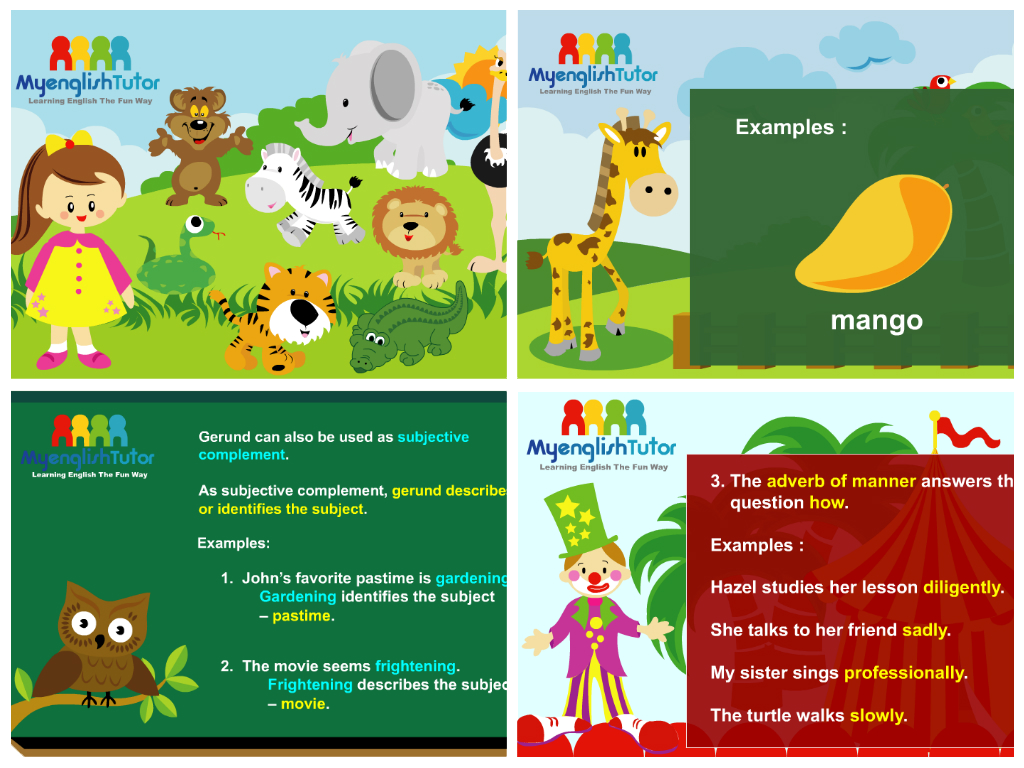 MyenglishTutor
Learning English The Fun Way
MyenglishTutor
Learning English The Fun Way
Examples :
mango
MyenglishTutor
Learning English The Fun Way
Gerund can also be used as subjective
complement.
As subjective complement, gerund describe
or identifies the subject.
Examples:
1. John's favorite pastime is gardening
Gardening identifies the subject
– pastime.
2. The movie seems frightening.
Frightening describes the subjec
– movie.
MyenglishTutor
Learning English The Fun Way
3. The adverb of manner answers th
question how.
Examples :
Hazel studies her lesson diligently.
She talks to her friend sadly.
My sister sings professionally.
The turtle walks slowly.